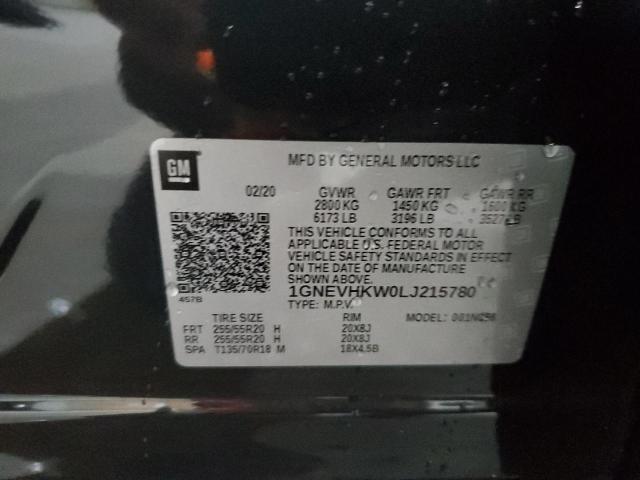 GM
MFD BY GENERAL MOTORS LLC
02/20 GVWR GAWR FRT GAWR RR
2800 KG 1450 KG 1600 KG
6173 LB 3196 LB 3527 LB
THIS VEHICLE CONFORMS TO ALL
APPLICABLE U.S. FEDERAL MOTOR
VEHICLE SAFETY STANDARDS IN EFFECT
ON THE DATE OF MANUFACTURE
SHOWN ABOVE.
457B
1GNEVHKW0LJ215780
TYPE: M.P.V. MODEL:
TIRE SIZE RIM
FRT 255/55R20 H 20X8J
RR 255/55R20 H 20X8J
SPA T135/70R18 M 18X4.5B